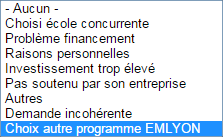 - Aucun -
Choisi école concurrente
Problème financement
Raisons personnelles
Investissement trop élevé
Pas soutenu par son entreprise
Autres
Demande incohérente
Choix autre programme EMLYON